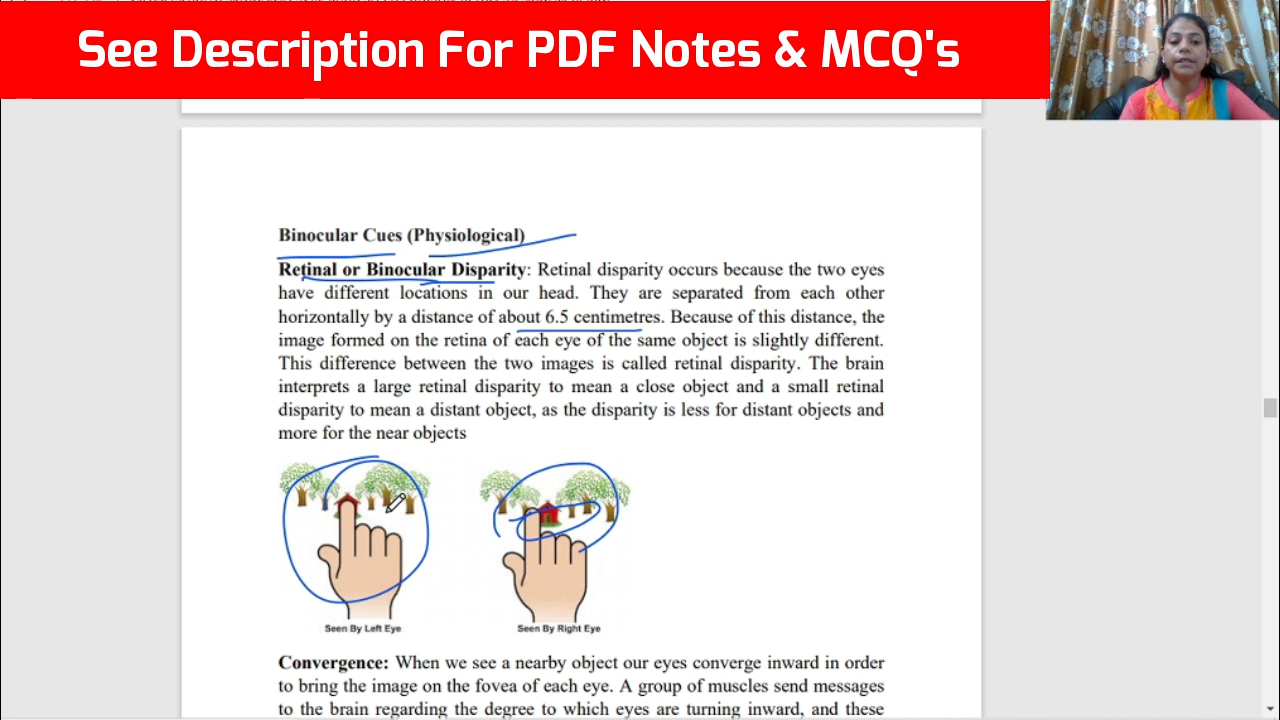 See Description For PDF Notes & MCQ's
Binocular Cues (Physiological)
Retinal or Binocular Disparity: Retinal disparity occurs because the two eyes
have different locations in our head. They are separated from each other
horizontally by a distance of about 6.5 centimetres. Because of this distance, the
image formed on the retina of each eye of the same object is slightly different.
This difference between the two images is called retinal disparity. The brain
interprets a large retinal disparity to mean a close object and a small retinal
disparity to mean a distant object, as the disparity is less for distant objects and
more for the near objects
Seen By Left Eye
Seen By Right Eye
Convergence: When we see a nearby object our eyes converge inward in order
to bring the image on the fovea of each eye. A group of muscles send messages
to the brain regarding the degree to which eyes are turning inward, and these